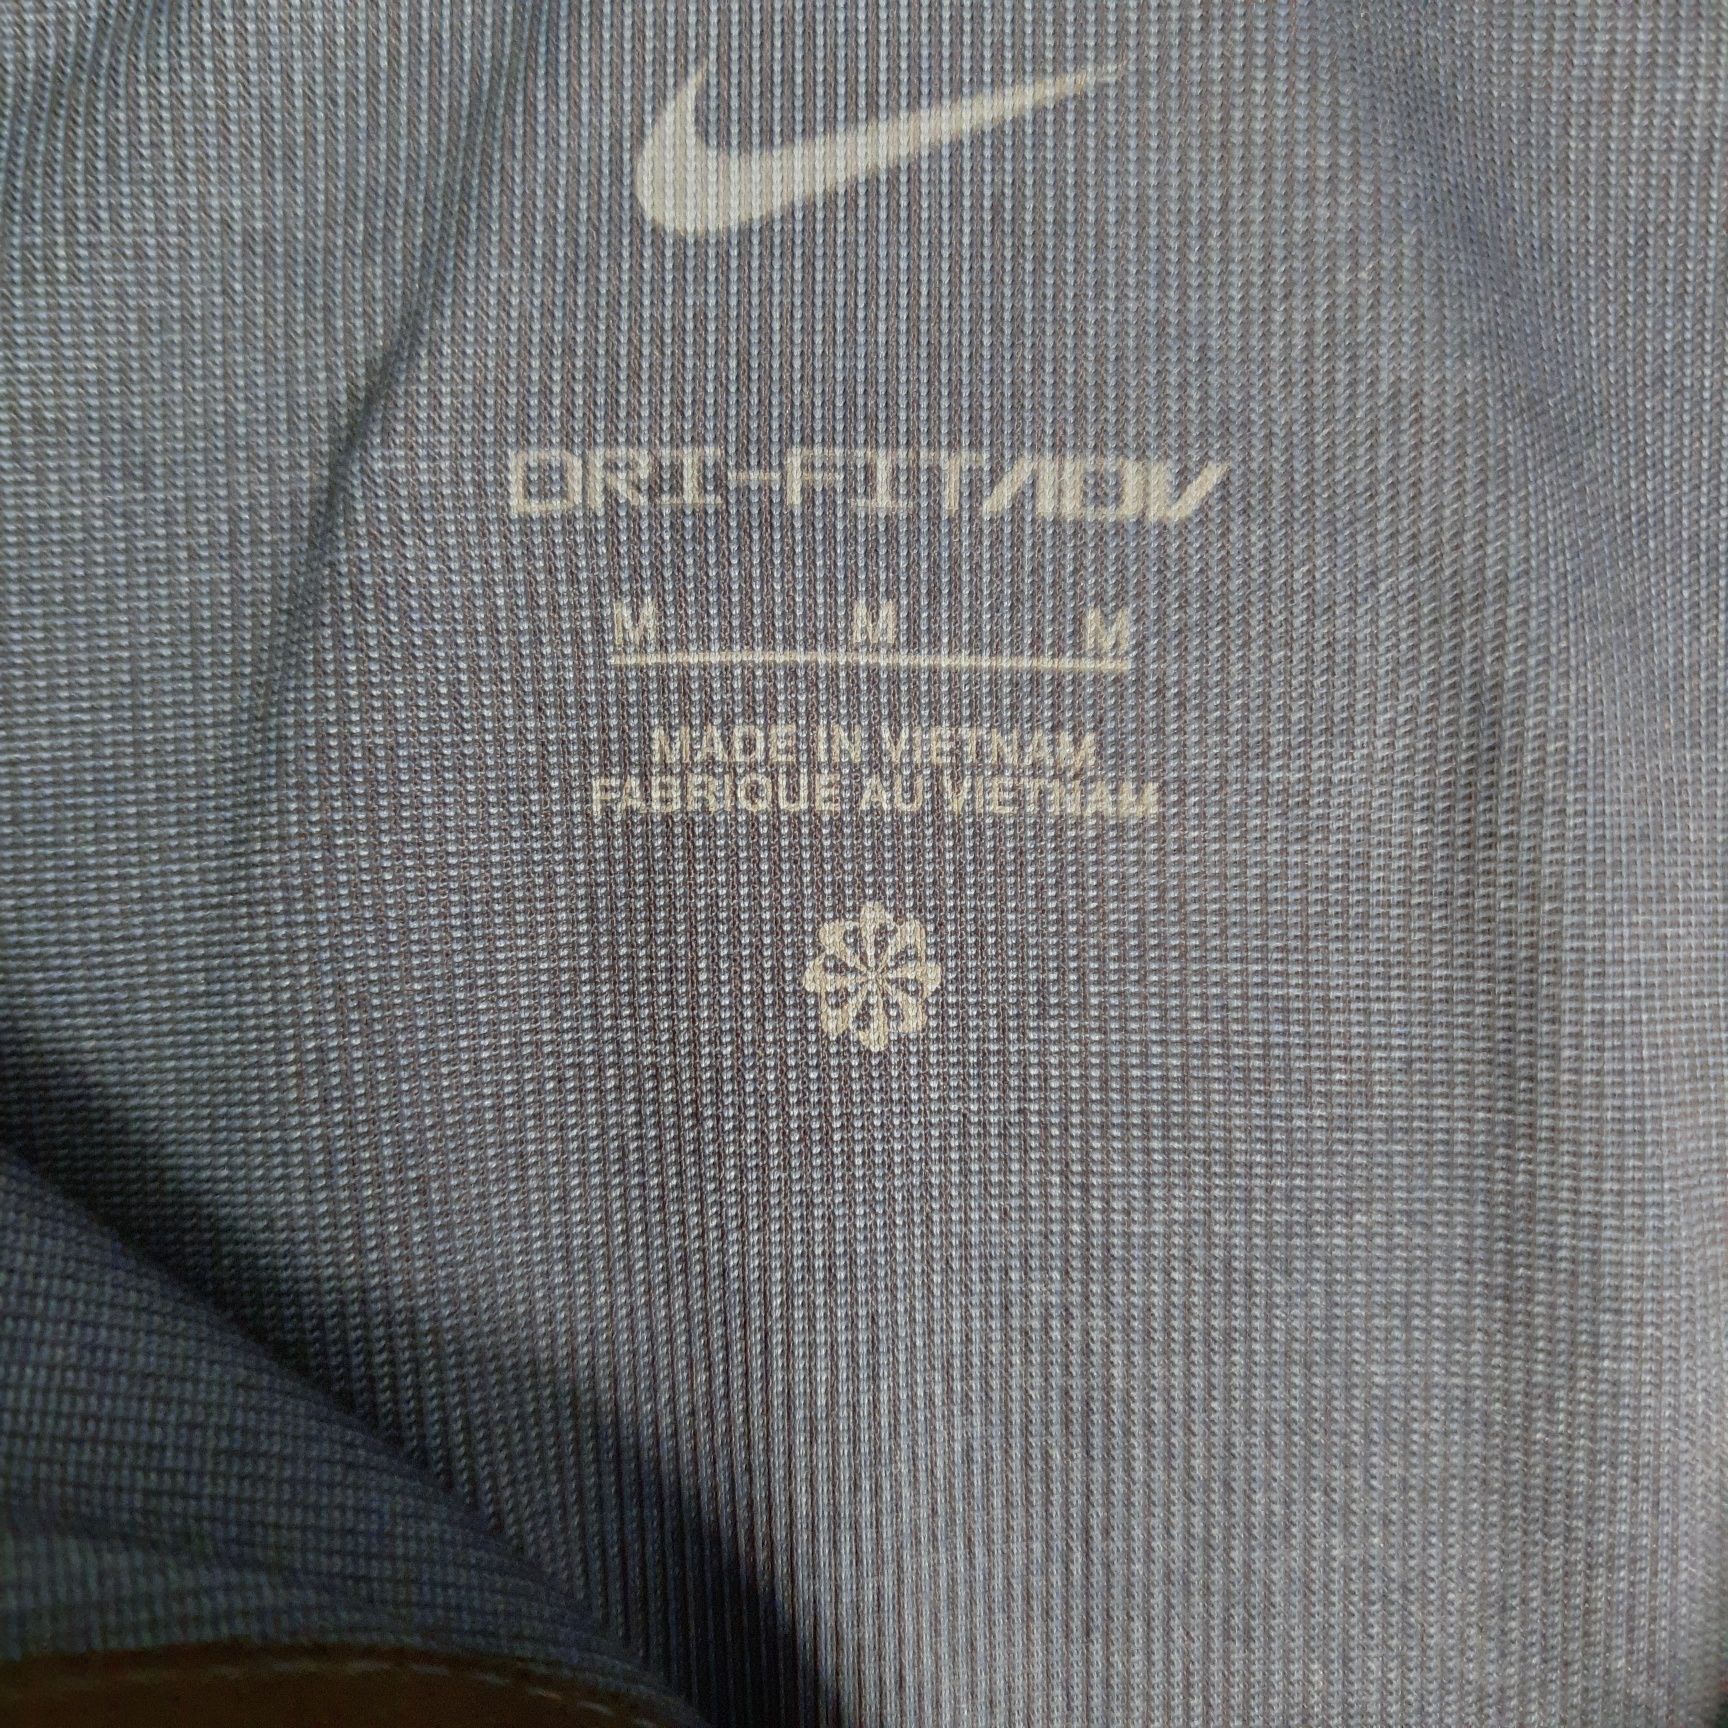 DRI-FIT ADV
M M M
MADE IN VIETNAM
FABRIQUE AU VIETNAM